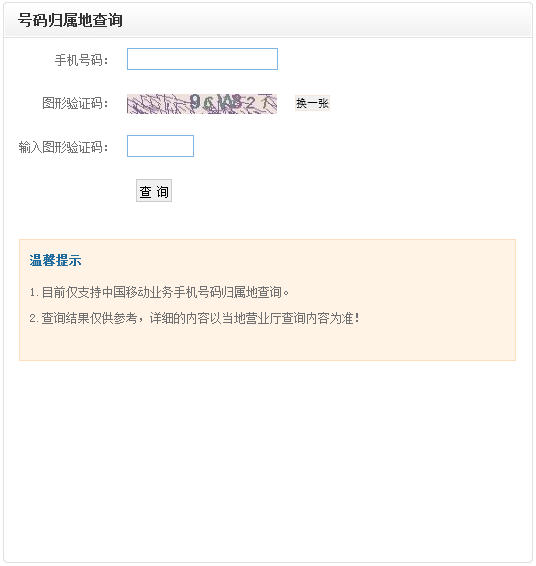 号码归属地查询
手机号码：
图形验证码： 换一张
输入图形验证码：
查 询
温馨提示
1.目前仅支持中国移动业务手机号码归属地查询。
2.查询结果仅供参考，详细的内容以当地营业厅查询内容为准！